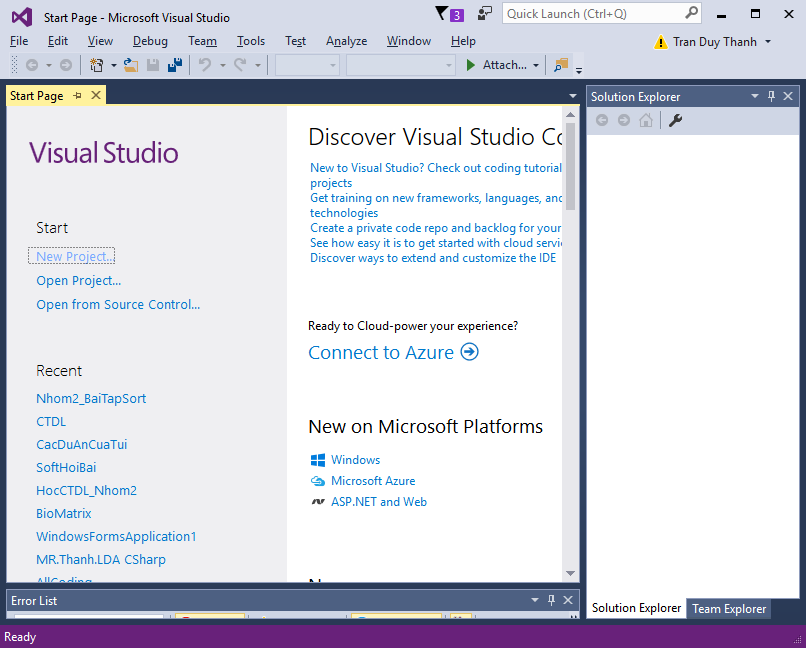 Start Page - Microsoft Visual Studio
3
Quick Launch (Ctrl+Q)
File Edit View Debug Team Tools Test Analyze Window Help
Tran Duy Thanh
Attach...
Start Page
Visual Studio
Start
New Project...
Open Project...
Open from Source Control...
Recent
Nhom2_BaiTapSort
CTDL
CacDuAnCuaTui
SoftHoiBai
HocCTDL_Nhom2
BioMatrix
WindowsFormsApplication1
MR.Thanh.LDA CSharp
AllCoding
Discover Visual Studio Co
New to Visual Studio? Check out coding tutorial
projects
Get training on new frameworks, languages, and
technologies
Create a private code repo and backlog for your
See how easy it is to get started with cloud servi
Discover ways to extend and customize the IDE
Ready to Cloud-power your experience?
Connect to Azure
New on Microsoft Platforms
Windows
Microsoft Azure
ASP.NET and Web
Solution Explorer
Error List
Solution Explorer Team Explorer
Ready